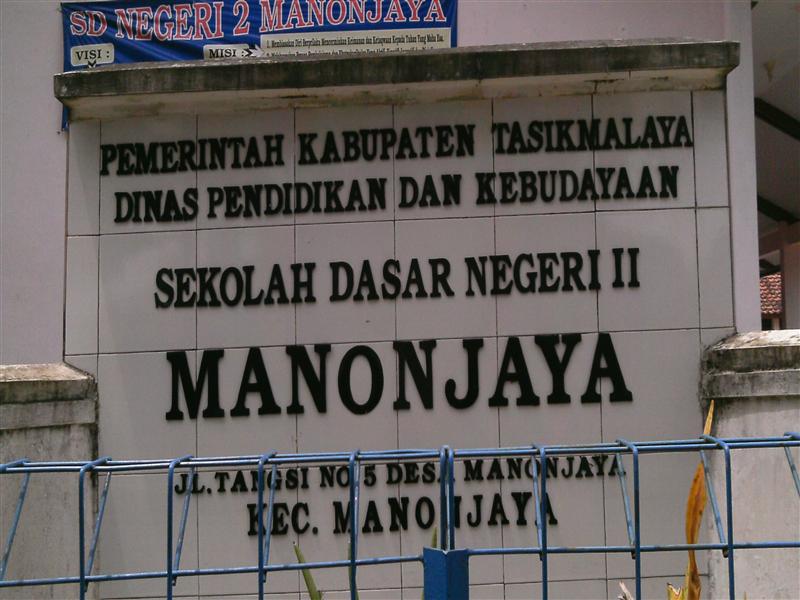 SD NEGERI 2 MANONJAYA
VISI :
MISI :
PEMERINTAH KABUPATEN TASIKMALAYA
DINAS PENDIDIKAN DAN KEBUDAYAAN
SEKOLAH DASAR NEGERI II
MANONJAYA
JL.TANGSI NO 5 DESA MANONJAYA
KEC. MANONJAYA